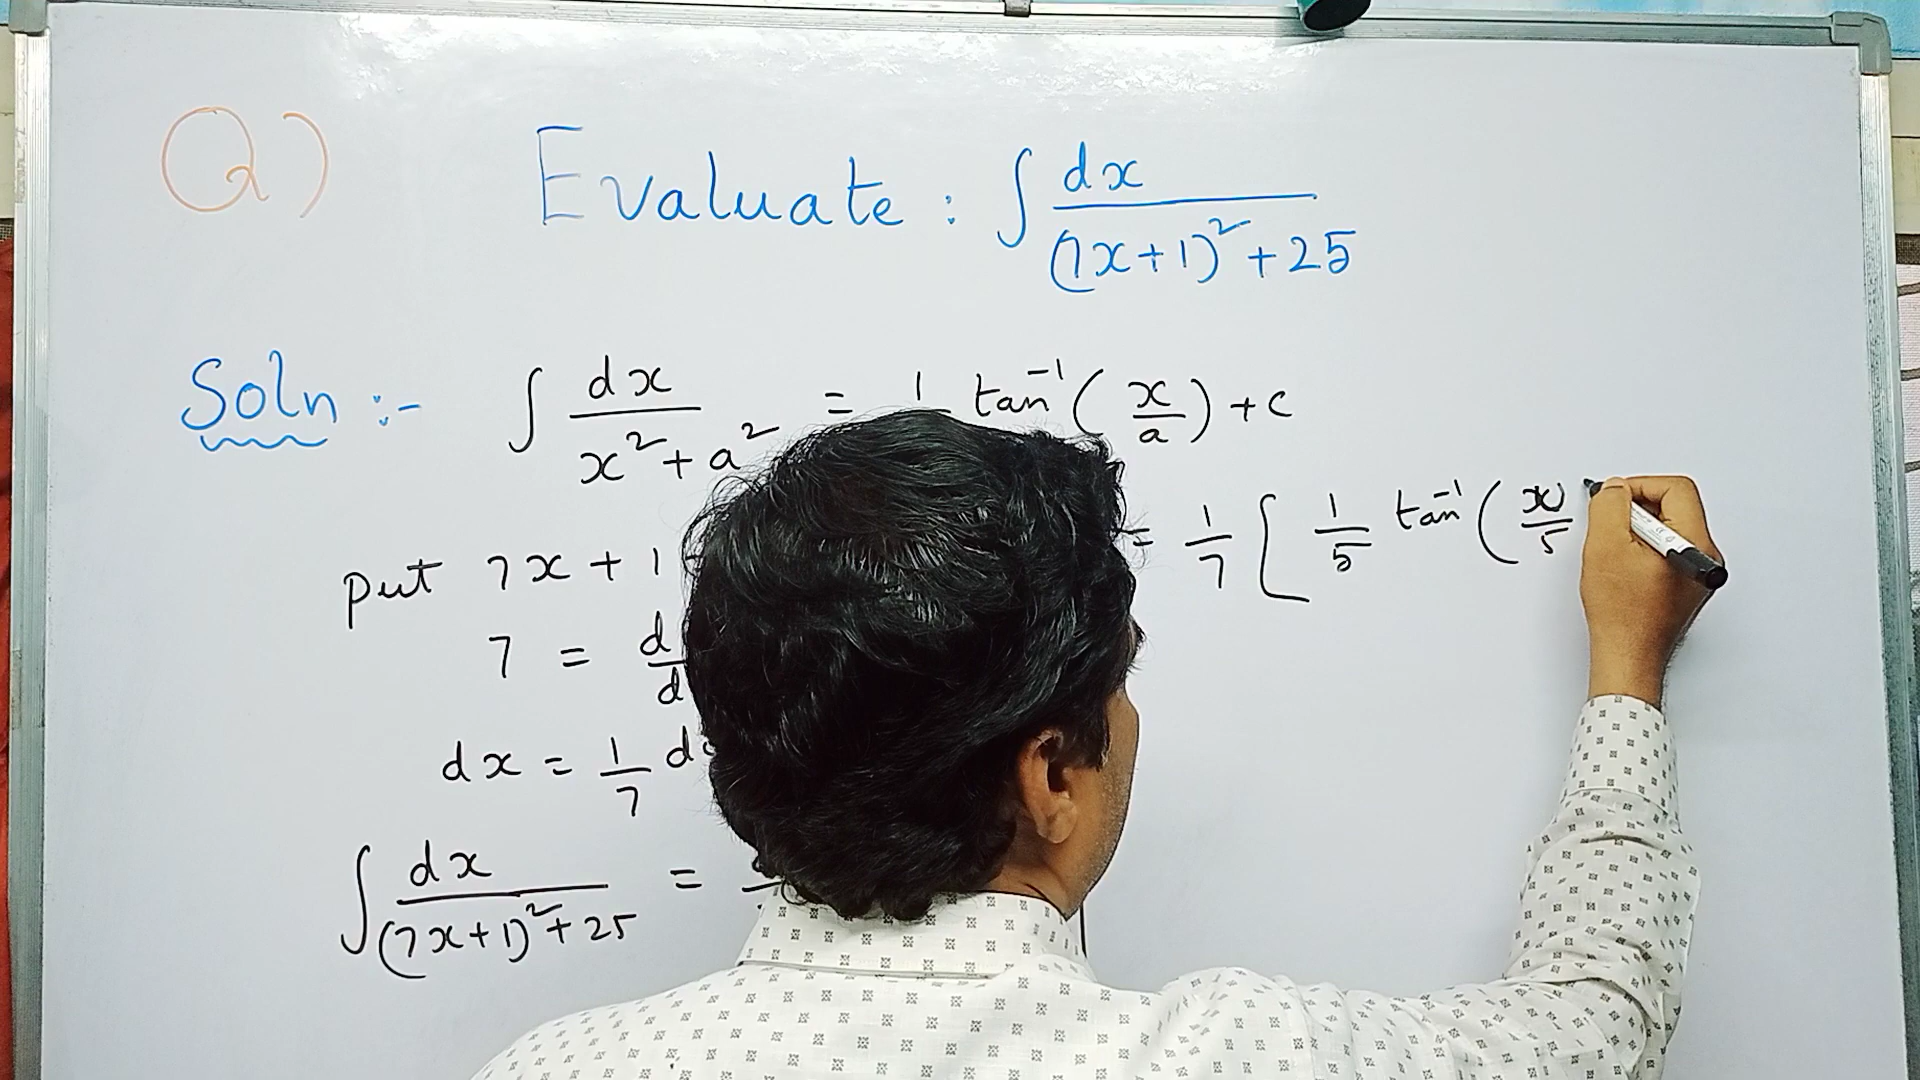 Q) Evaluate : ∫ dx / (7x+1)² + 25
Soln :- ∫ dx / x² + a² = 1 tan⁻¹ ( x / a ) + c
put 7x + 1
7 = d / d
dx = 1/7 d
∫ dx / (7x+1)² + 25 =
= 1/7 [ 1/5 tan⁻¹ ( / 5